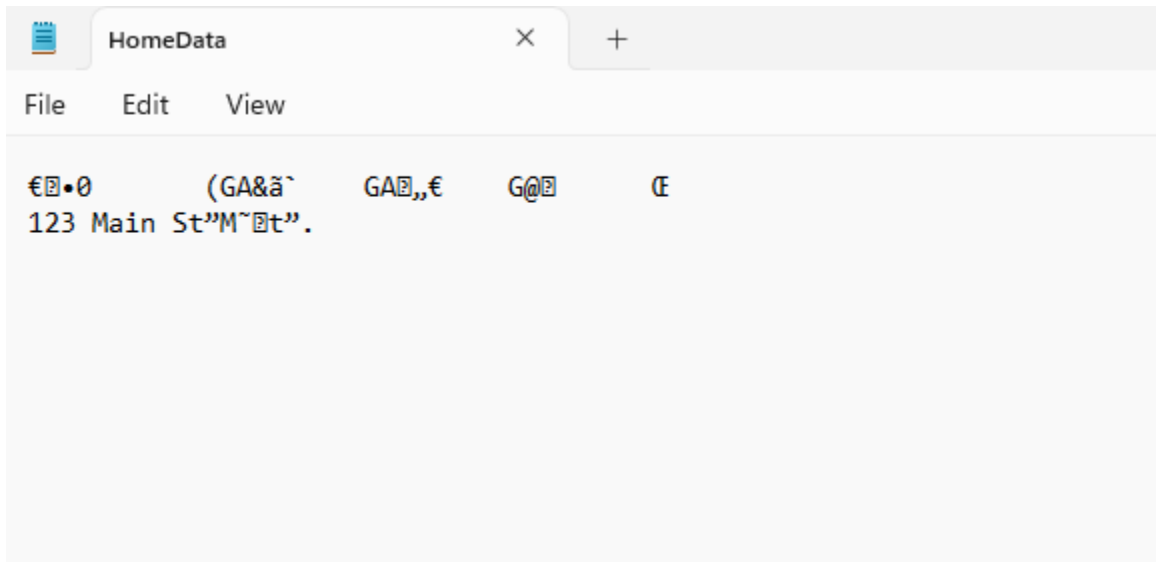 HomeData × +
File Edit View
€⍰•0 (GA&ã` GA⍰„€ G@⍰ Œ
123 Main St”M˜⍰t”.